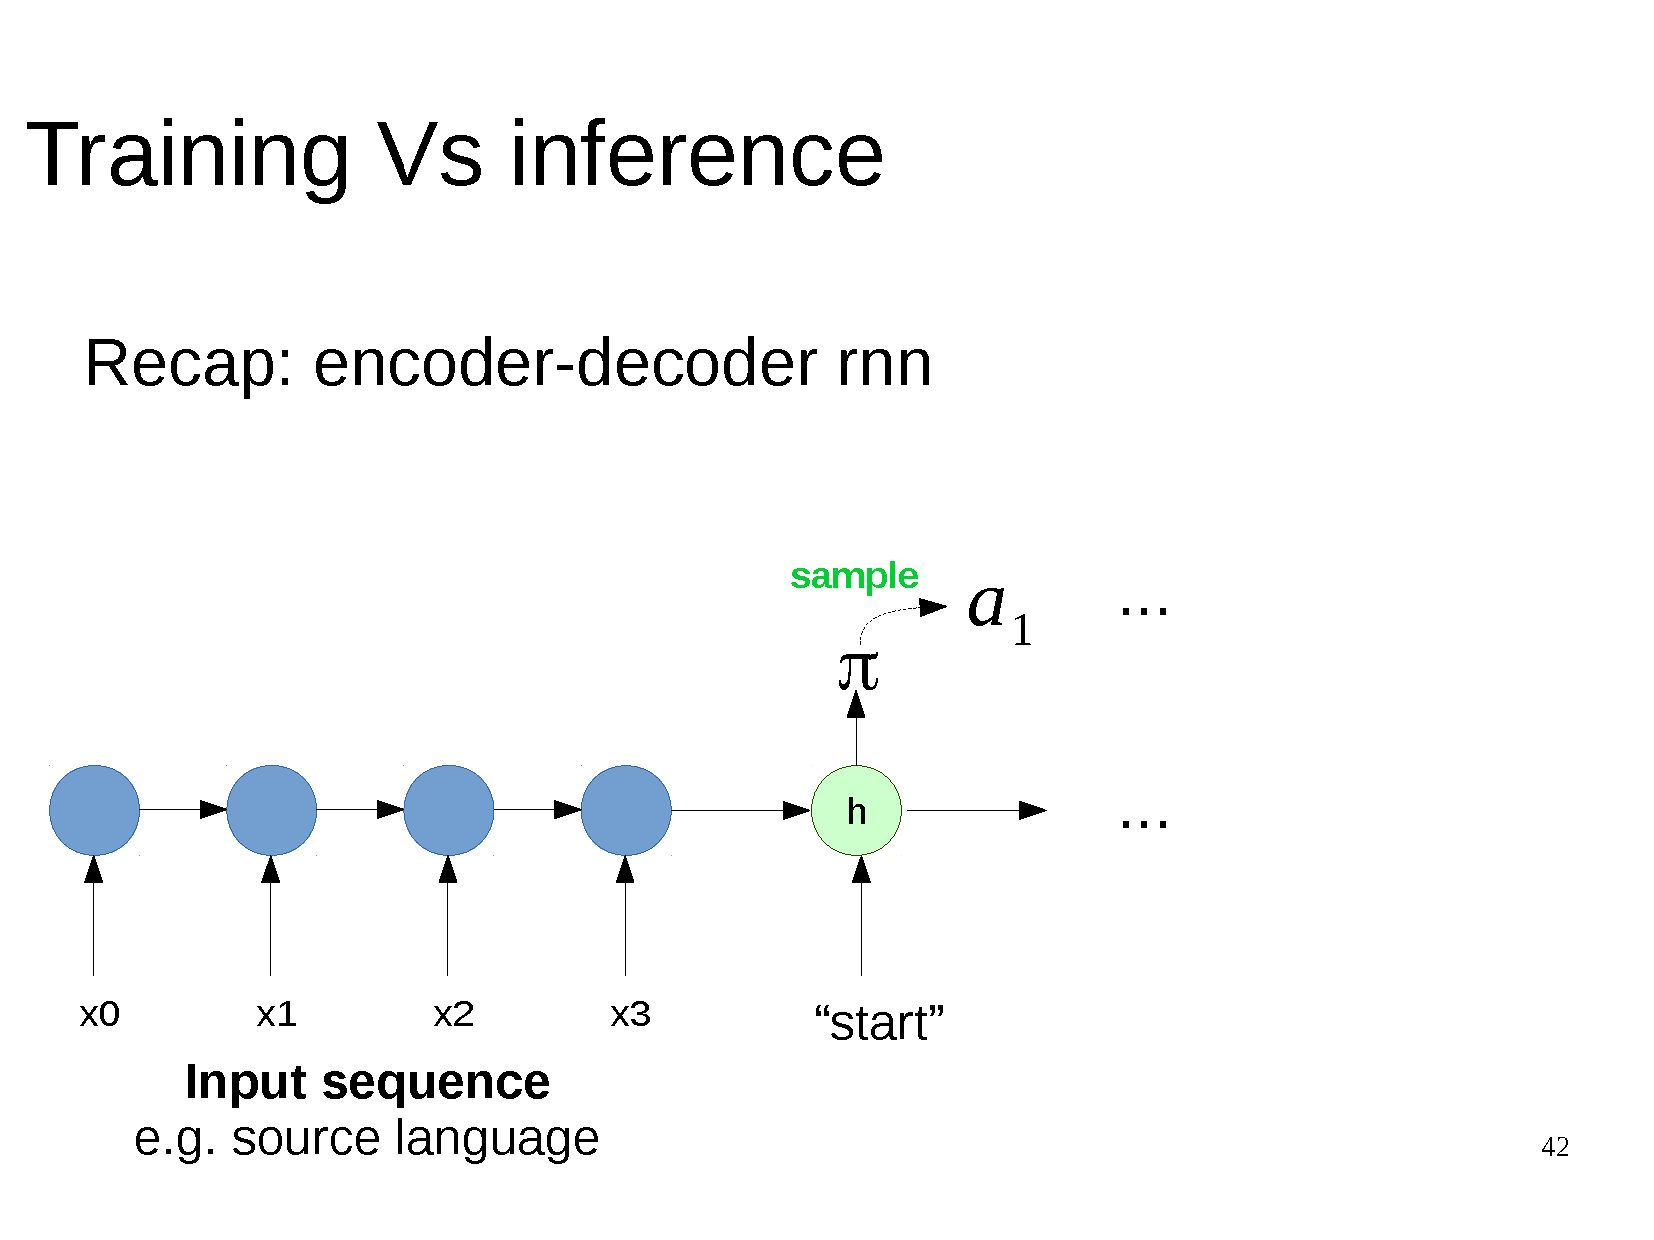 Training Vs inference
Recap: encoder-decoder rnn
sample
a1 ...
π
h ...
x0 x1 x2 x3 “start”
Input sequence
e.g. source language
42